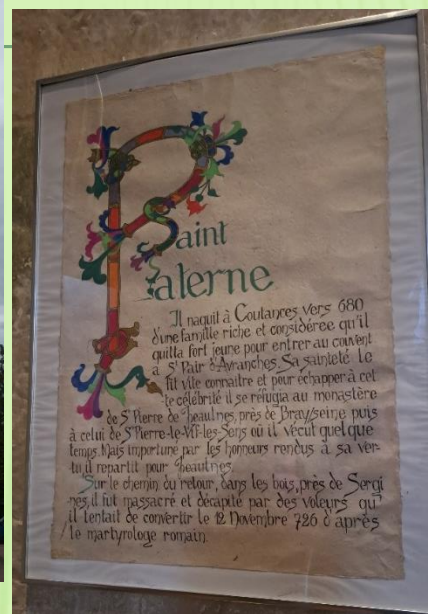 Saint
Paterne
Il naquit à Coutances vers 680
d'une famille riche et considérée qu'il
quitta fort jeune pour entrer au couvent
à St Pair d'Avranches. Sa sainteté le
fit vite connaitre et pour échapper à cet
te célébrité il se réfugia au monastère
de St Pierre de heaulnes, près de Bray/seine puis
à celui de St Pierre-le-Vif-les-Sens où il vécut quelque
temps. Mais importuné par les honneurs rendus à sa ver-
tu il repartit pour heaulnes.
Sur le chemin du retour, dans les bois, près de Sergi
nes, il fut massacré et décapité par des voleurs qu'
il tentait de convertir le 12 Novembre 726 d'après
le martyrologe romain.